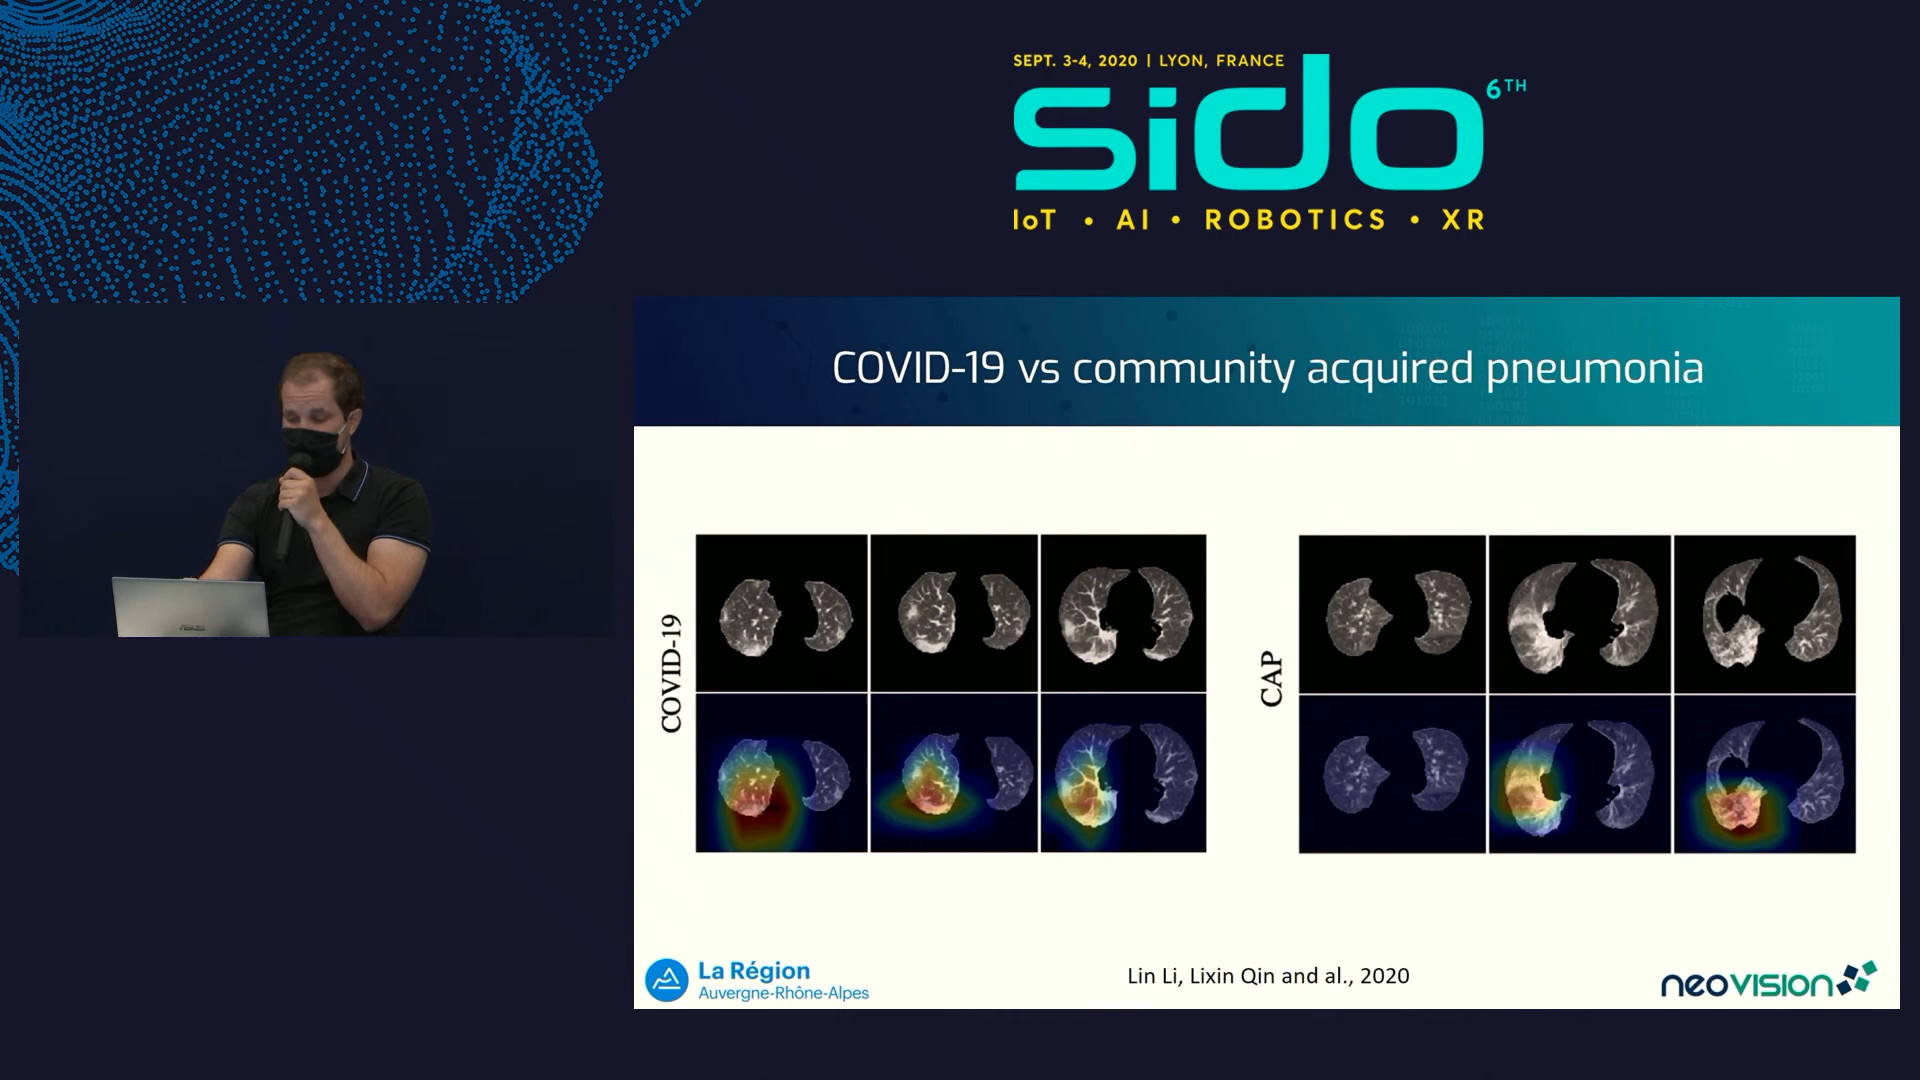 SEPT. 3-4, 2020 | LYON, FRANCE
sido 6TH
IoT • AI • ROBOTICS • XR
COVID-19 vs community acquired pneumonia
COVID-19
CAP
ASUS
La Région
Auvergne-Rhône-Alpes
Lin Li, Lixin Qin and al., 2020
neovision